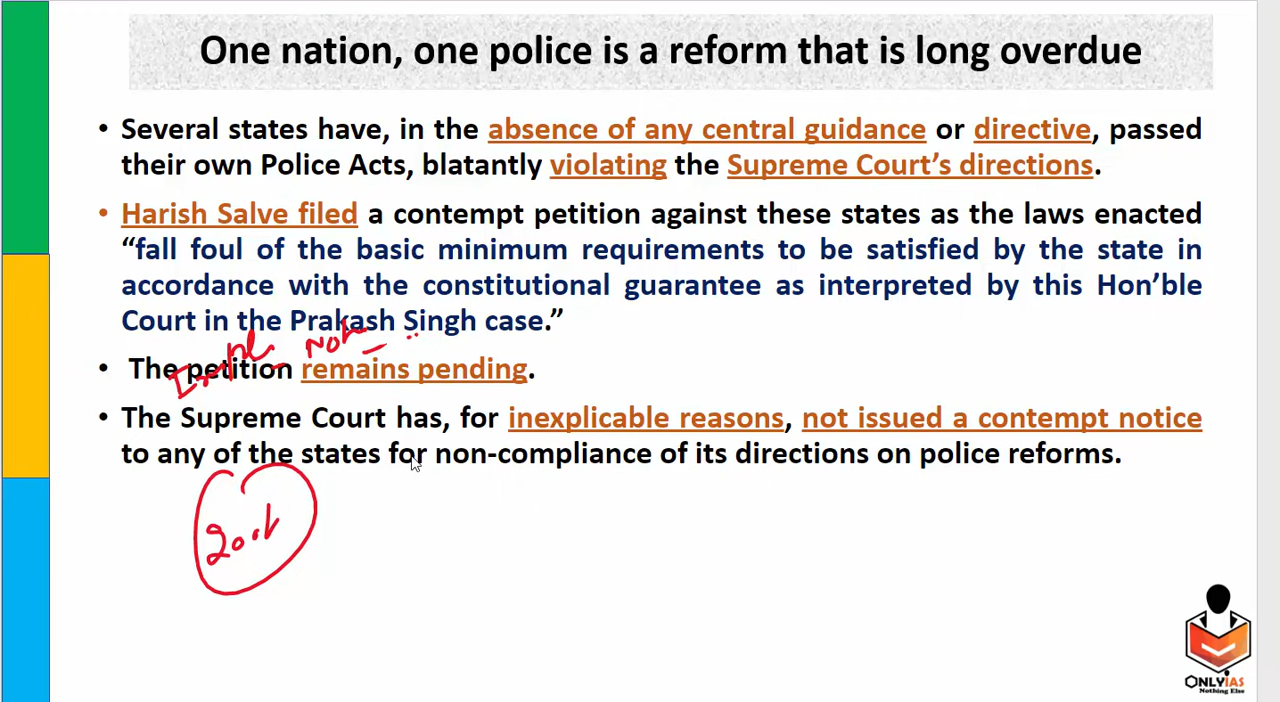 One nation, one police is a reform that is long overdue
• Several states have, in the absence of any central guidance or directive, passed
their own Police Acts, blatantly violating the Supreme Court's directions.
• Harish Salve filed a contempt petition against these states as the laws enacted
“fall foul of the basic minimum requirements to be satisfied by the state in
accordance with the constitutional guarantee as interpreted by this Hon’ble
Court in the Prakash Singh case.”
Not
• The petition remains pending.
• The Supreme Court has, for inexplicable reasons, not issued a contempt notice
to any of the states for non-compliance of its directions on police reforms.
ONLYIAS
Nothing Else